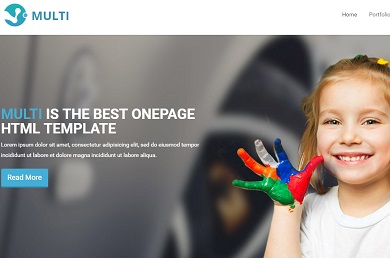 MULTI
Home Portfolio
MULTI IS THE BEST ONEPAGE
HTML TEMPLATE
Lorem ipsum dolor sit amet, consectetur adipisicing elit, sed do eiusmod tempor
incididunt ut labore et dolore magna incididunt ut labore aliqua.
Read More